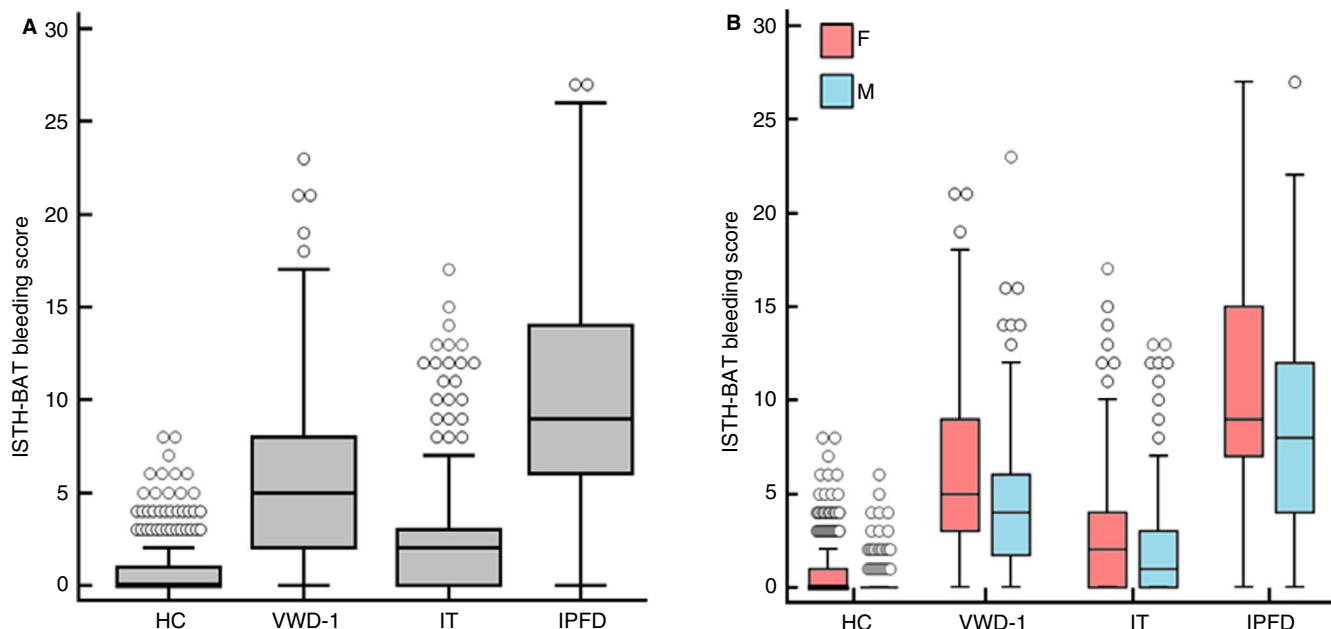 A
ISTH-BAT bleeding score
30
25
20
15
10
5
0
HC VWD-1 IT IPFD
B
ISTH-BAT bleeding score
30
25
20
15
10
5
0
F
M
HC VWD-1 IT IPFD